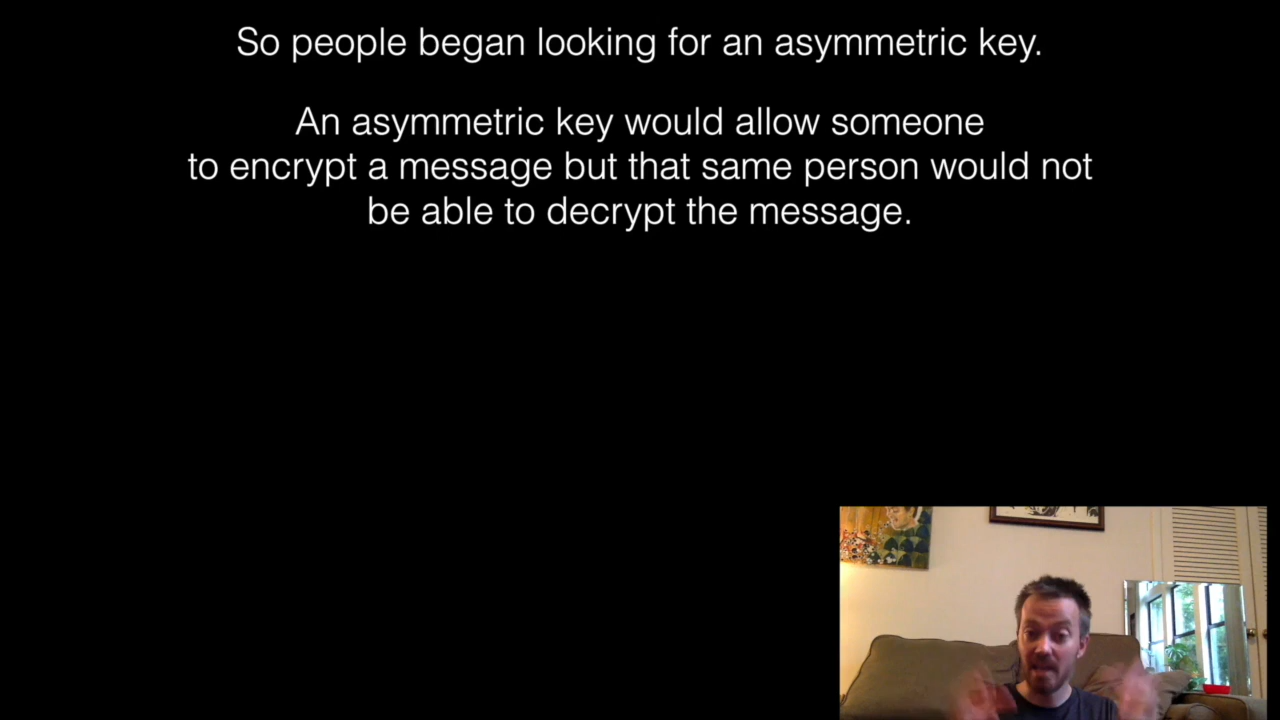 So people began looking for an asymmetric key.
An asymmetric key would allow someone
to encrypt a message but that same person would not
be able to decrypt the message.